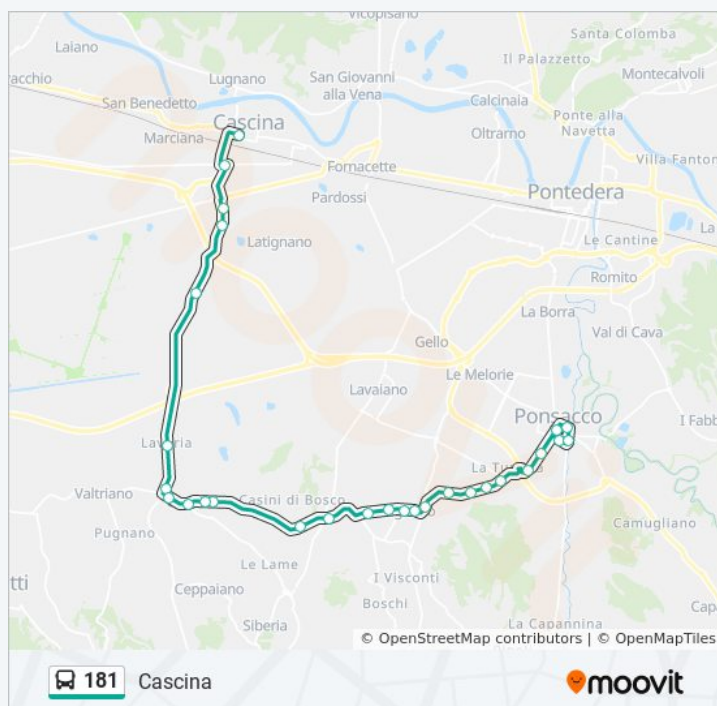 Vicopisano
Laiano
Santa Colomba
Il Palazzetto
Lugnano
San Giovanni
alla Vena
Montecalvoli
racchio
San Benedetto
Calcinaia
Cascina
Marciana
Oltrarno
Ponte alla
Navetta
Fornacette
Villa Fanton
Pardossi
Pontedera
La
Latignano
Le Cantine
Romito
La Borra
Val di Cava
Gello
Le Melorie
Lavaiano
Ponsacco
I Fabb
La
Valtriano
Casini di Bosco
Camugliano
Pugnano
tti
Ceppaiano
Le Lame
I Visconti
Boschi
Cap
Siberia
La Capannina
© OpenStreetMap contributors | © OpenMapTiles
181 Cascina
moovit